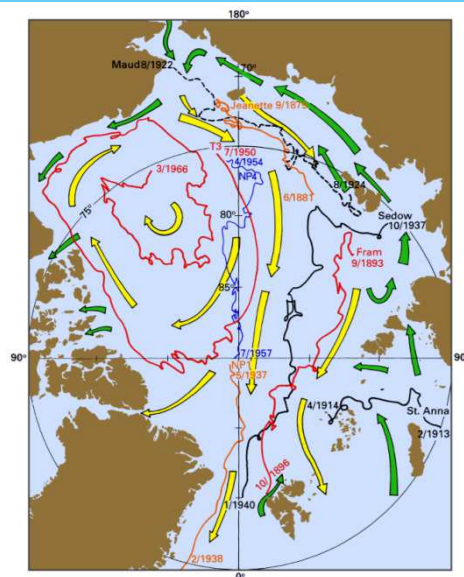 180°
Maud8/1922
70°
Jeanette 9/1879
T3
7/1950
4/1954
NP4
3/1966
8/1924
6/1881
75°
80°
Sedow
10/1937
Fram
9/1893
85°
90°
90°
7/1957
NP1
5/1937
4/1914
St. Anna
2/1913
10/1896
1/1940
2/1938
0°